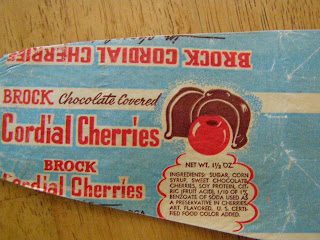 BROCK CORDIAL CHERRIES
BROCK Chocolate Covered
Cordial Cherries
BROCK
Cordial Cherries
NET WT. 1½ OZ.
INGREDIENTS: SUGAR, CORN
SYRUP, SWEET CHOCOLATE,
CHERRIES, SOY PROTEIN, CIT-
RIC (FRUIT ACID), 1/10 OF 1%
BENZOATE OF SODA USED AS
A PRESERVATIVE IN CHERRIES,
ART. FLAVORED, U. S. CERTI-
FIED FOOD COLOR ADDED.